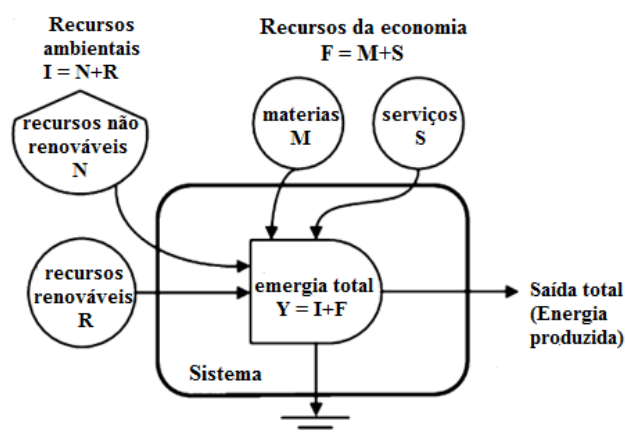 Recursos
ambientais
I = N+R
Recursos da economia
F = M+S
recursos não
renováveis
N
materias
M
serviços
S
recursos
renováveis
R
emergia total
Y = I+F
Saída total
(Energia
produzida)
Sistema